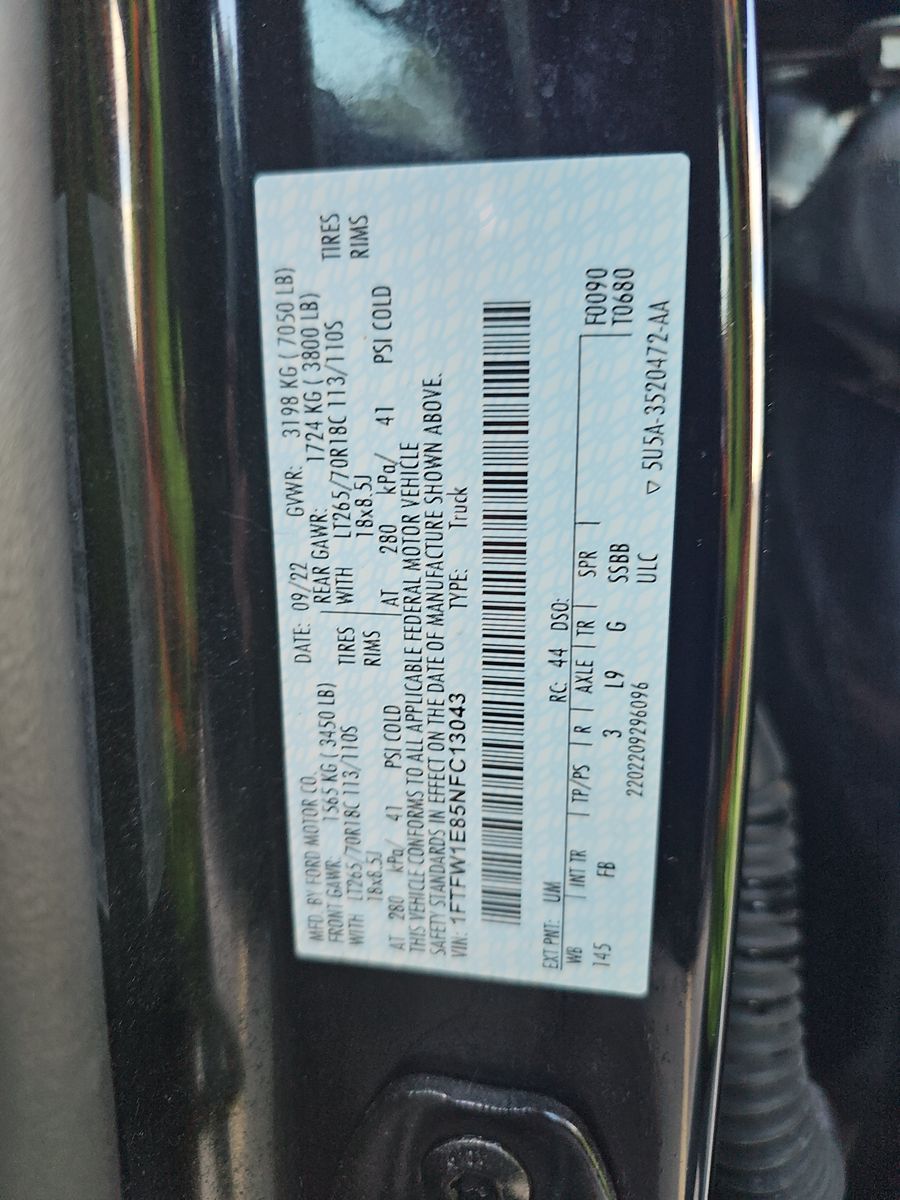 MFD. BY FORD MOTOR CO. DATE: 09/22 GVWR: 3198 KG ( 7050 LB)
FRONT GAWR: 1565 KG ( 3450 LB) REAR GAWR: 1724 KG ( 3800 LB)
WITH LT265/70R18C 113/110S TIRES WITH LT265/70R18C 113/110S TIRES
18x8.5J RIMS 18x8.5J RIMS
AT 280 kPa/ 41 PSI COLD AT 280 kPa/ 41 PSI COLD
THIS VEHICLE CONFORMS TO ALL APPLICABLE FEDERAL MOTOR VEHICLE
SAFETY STANDARDS IN EFFECT ON THE DATE OF MANUFACTURE SHOWN ABOVE.
VIN: 1FTFW1E85NFC13043 TYPE: Truck
EXT PNT: UM RC: 44 DSO:
WB INTR TP/PS R AXLE TR SPR F0090
145 FB 3 L9 G SSBB T0680
2202209296096 ULC ▽ 5U5A-3520472-AA